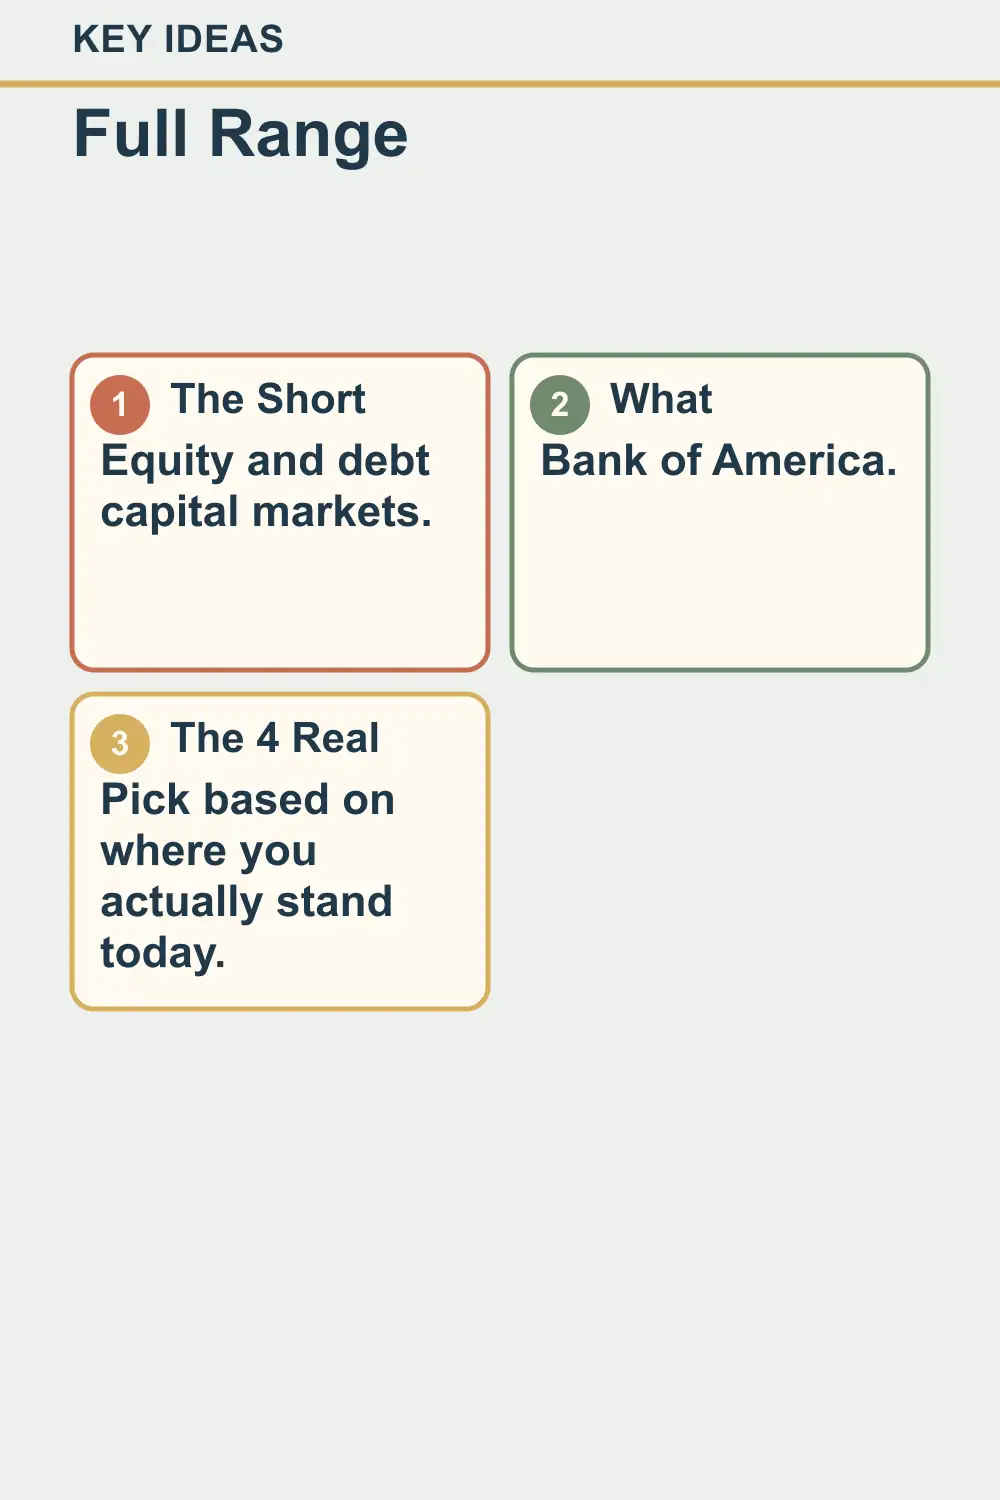 KEY IDEAS
Full Range
1 The Short
Equity and debt
capital markets.
2 What
Bank of America.
3 The 4 Real
Pick based on
where you
actually stand
today.